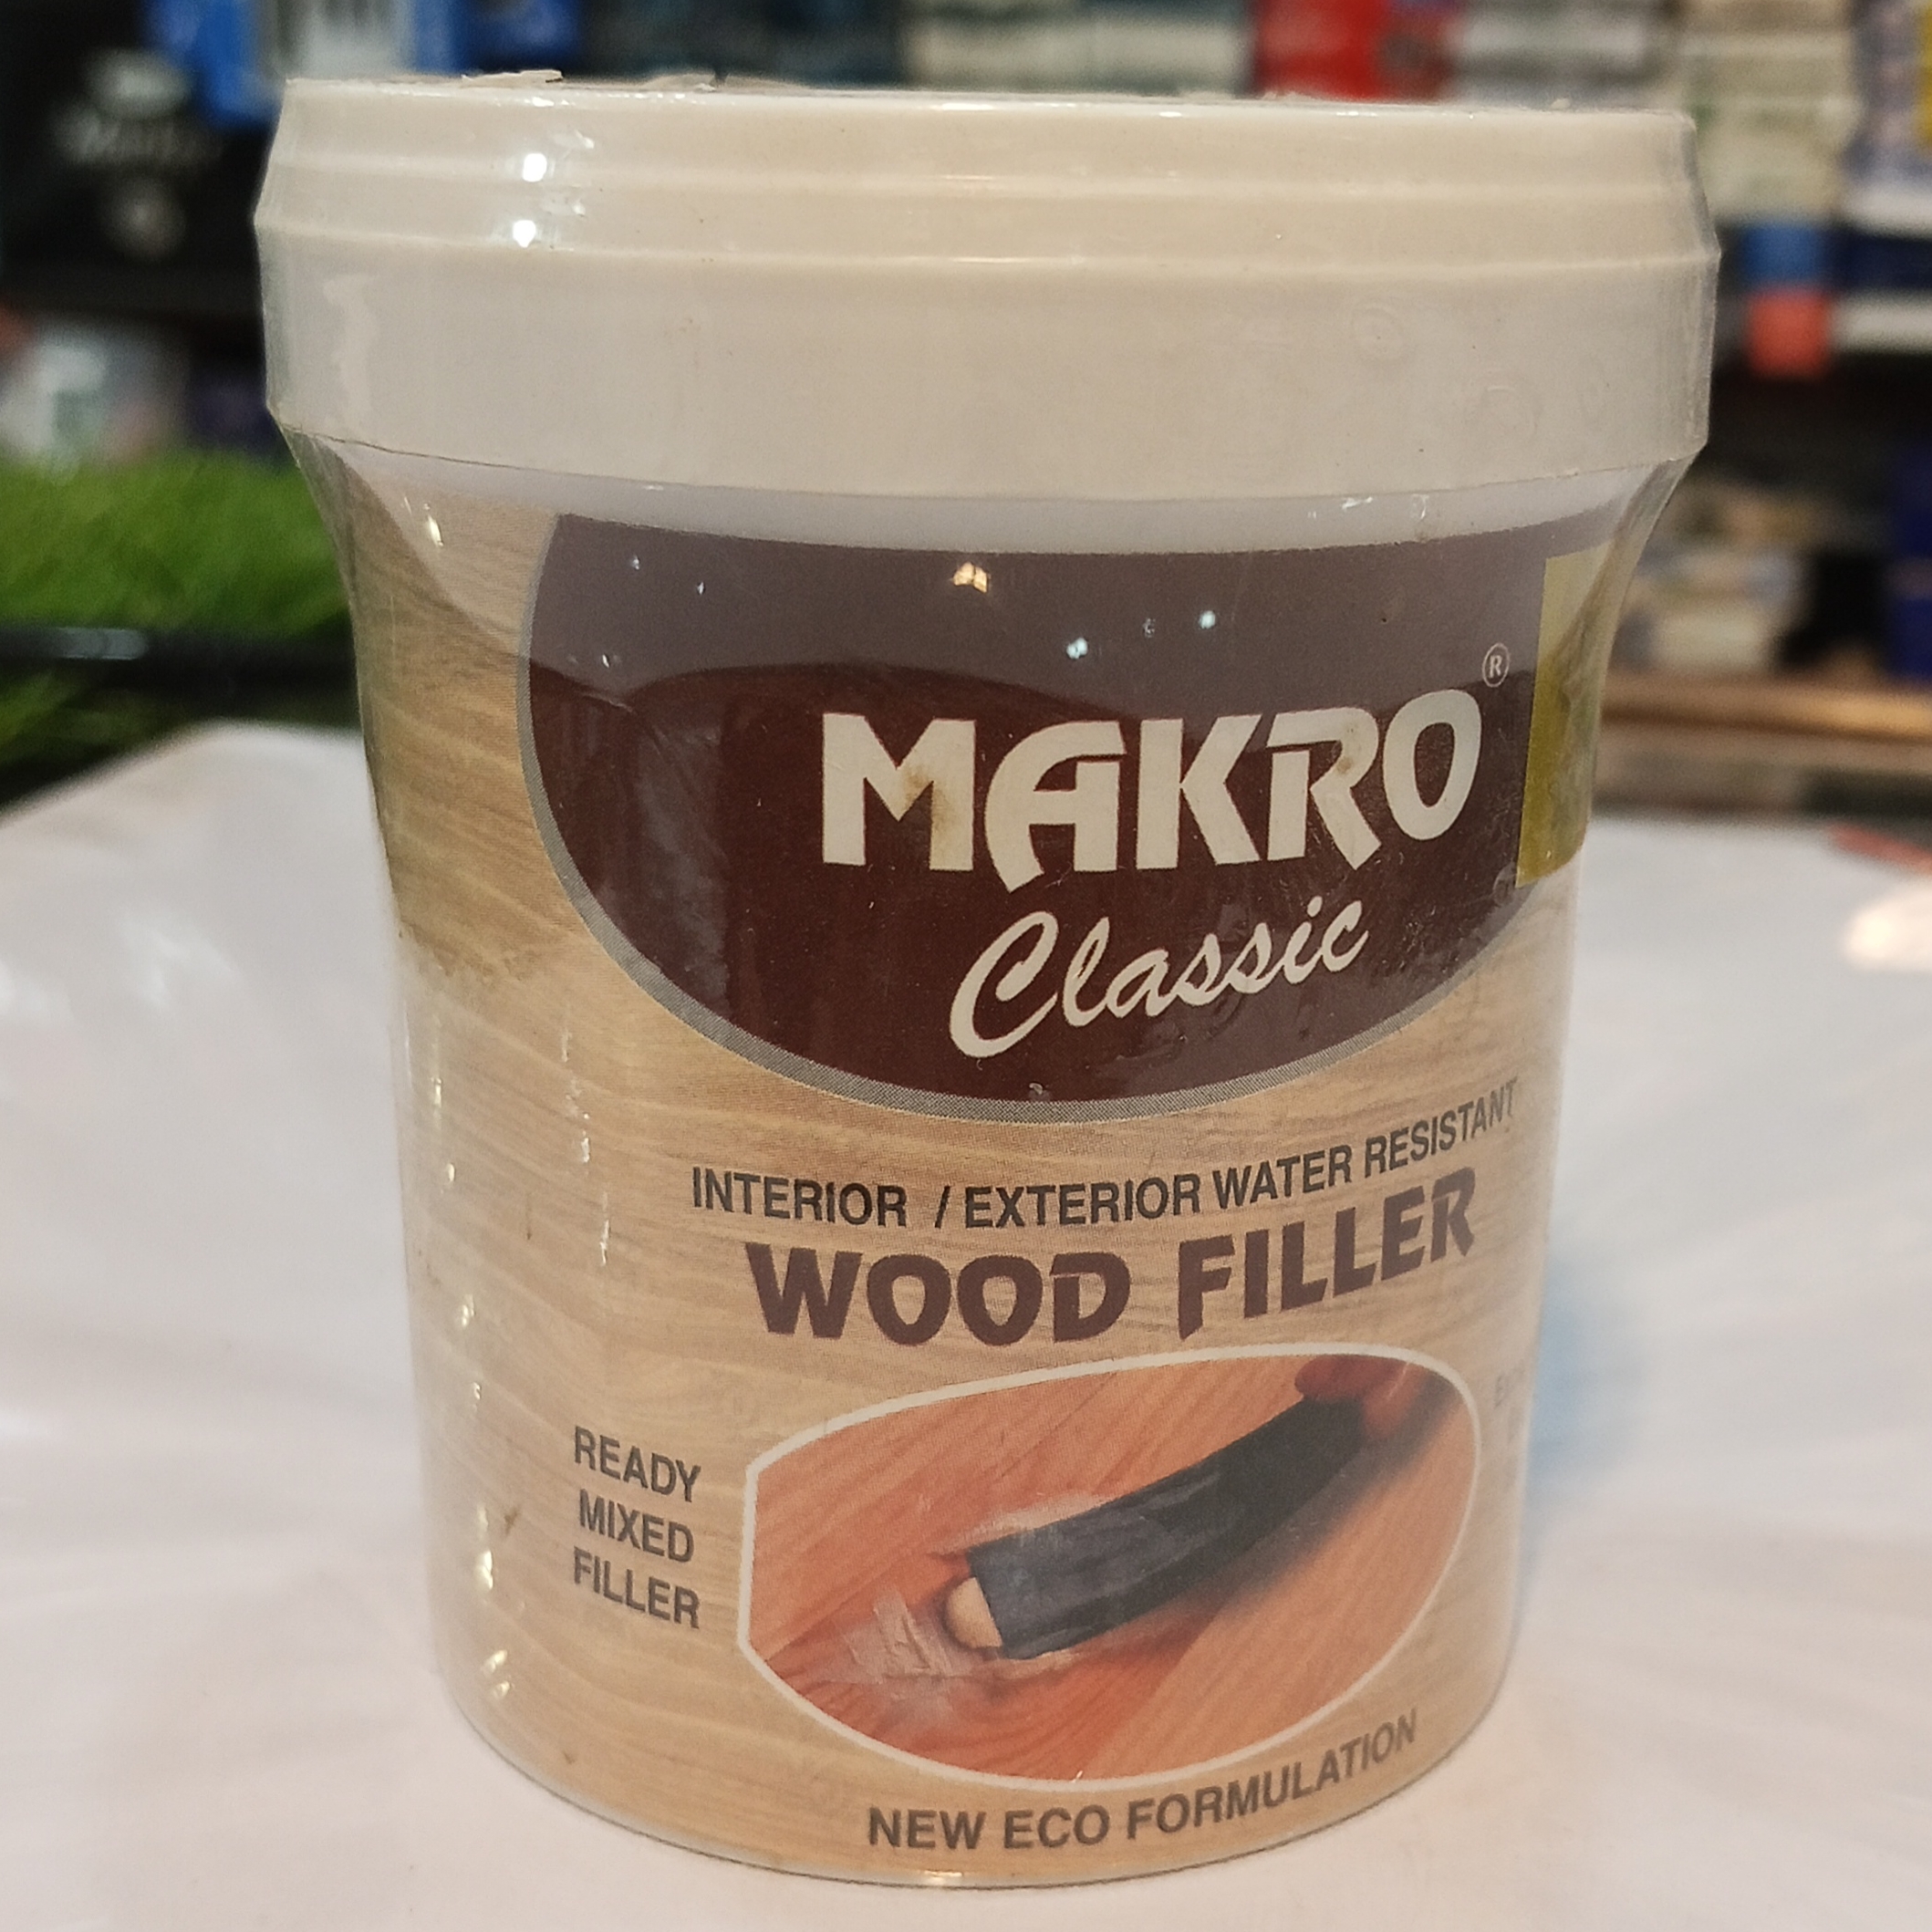 MAKRO®
Classic
INTERIOR / EXTERIOR WATER RESISTANT
WOOD FILLER
READY
MIXED
FILLER
NEW ECO FORMULATION